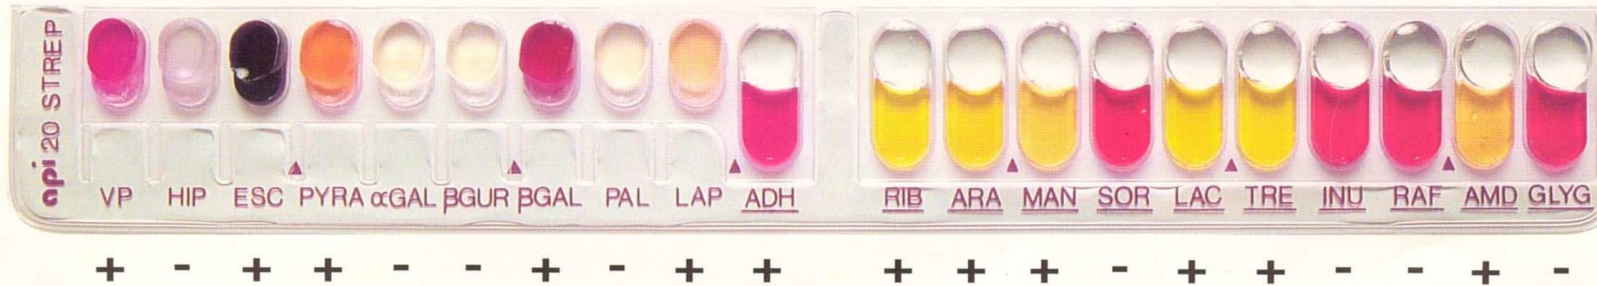 api 20 STREP
VP HIP ESC PYRA αGAL βGUR βGAL PAL LAP ADH RIB ARA MAN SOR LAC TRE INU RAF AMD GLYG
+ - + + - - + - + + + + + - + + - - + -